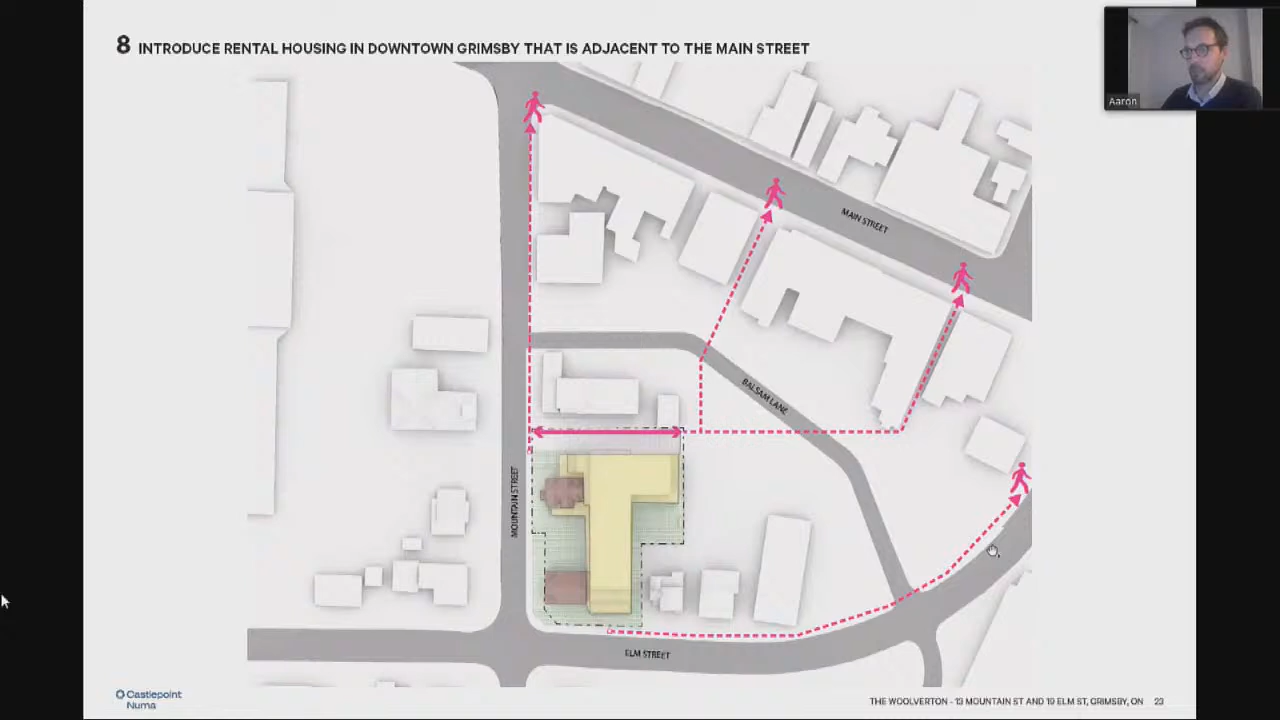 8 INTRODUCE RENTAL HOUSING IN DOWNTOWN GRIMSBY THAT IS ADJACENT TO THE MAIN STREET
Aaron
MAIN STREET
BALSAM LANE
MOUNTAIN STREET
ELM STREET
Castlepoint
Numa
THE WOOLVERTON - 13 MOUNTAIN ST AND 19 ELM ST, GRIMSBY, ON 23